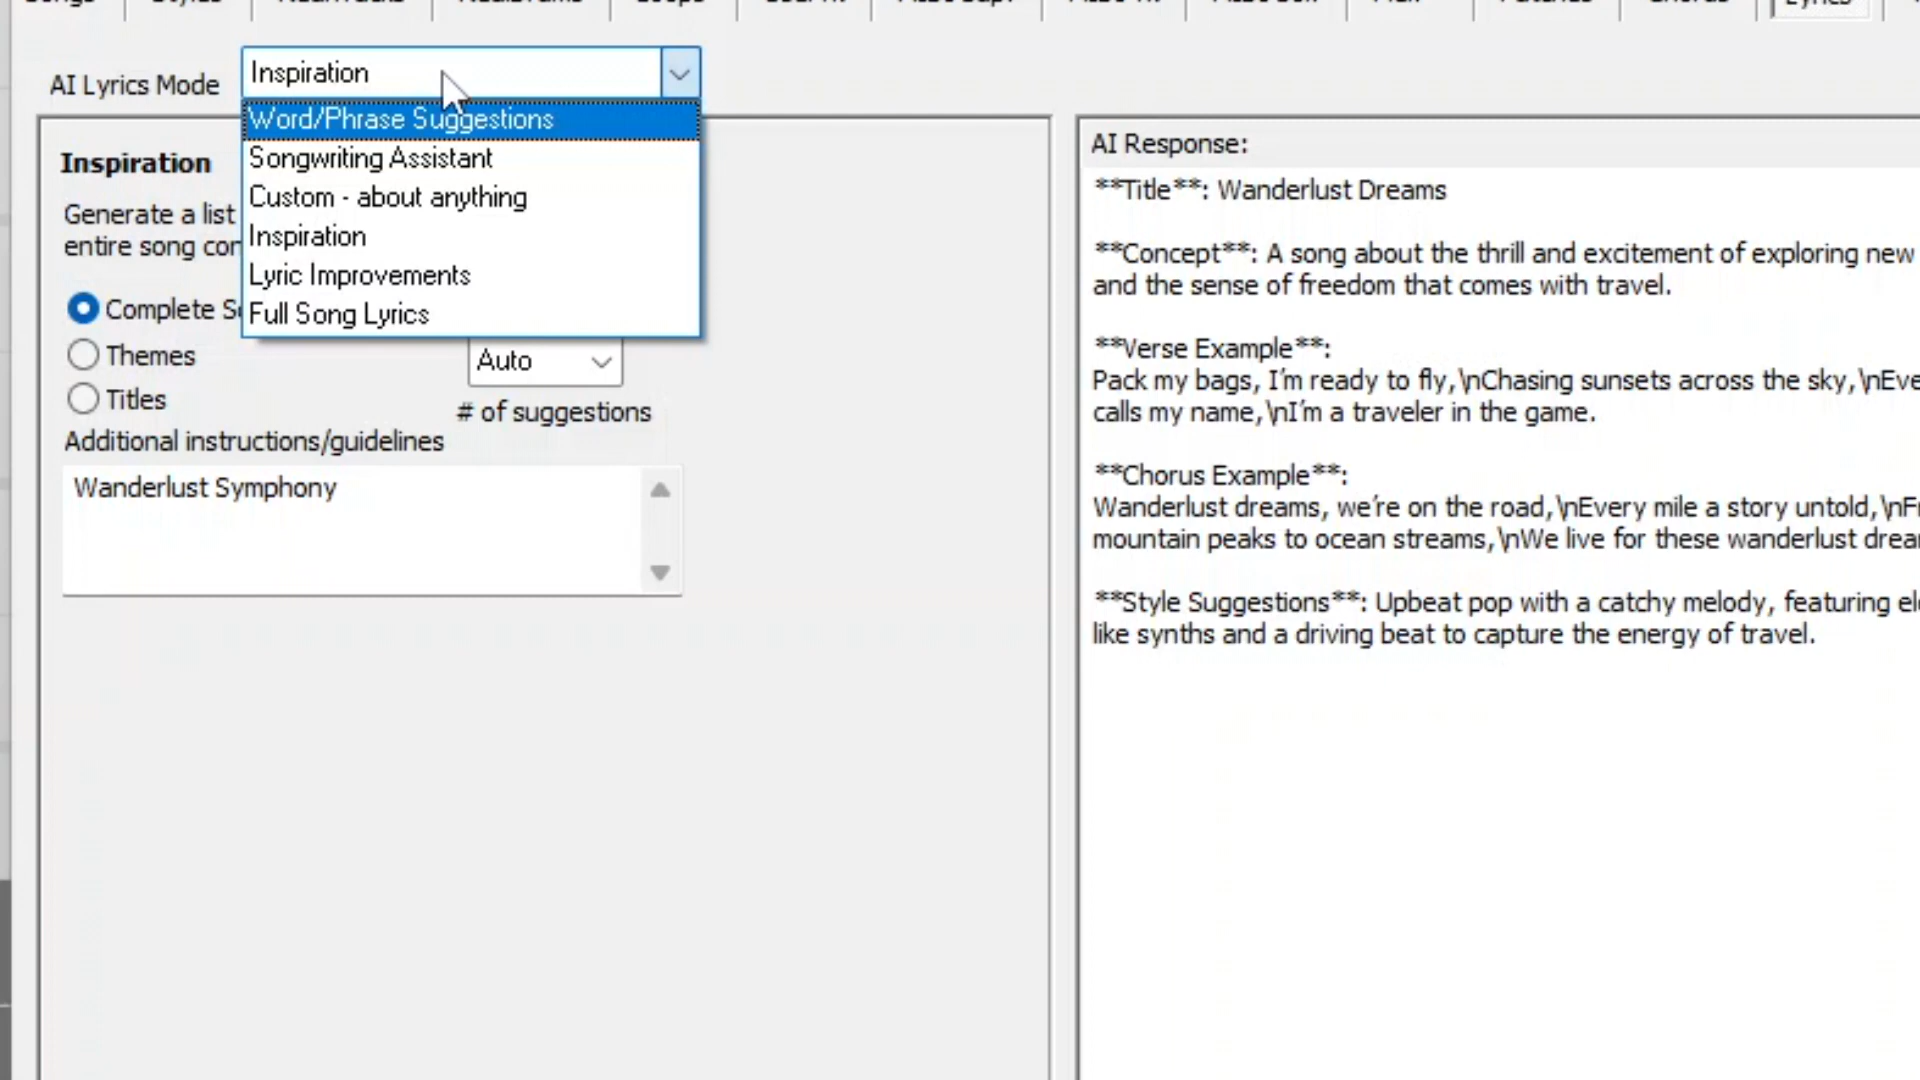 Lyrics
AI Lyrics Mode
Inspiration
Word/Phrase Suggestions
Songwriting Assistant
Custom - about anything
Inspiration
Lyric Improvements
Full Song Lyrics
Inspiration
Generate a list
entire song
Complete
Themes
Titles
Auto
# of suggestions
Additional instructions/guidelines
Wanderlust Symphony
AI Response:
**Title**: Wanderlust Dreams
**Concept**: A song about the thrill and excitement of exploring new
and the sense of freedom that comes with travel.
**Verse Example**:
Pack my bags, I'm ready to fly,\nChasing sunsets across the sky,\nEve
calls my name,\nI'm a traveler in the game.
**Chorus Example**:
Wanderlust dreams, we're on the road,\nEvery mile a story untold,\nFr
mountain peaks to ocean streams,\nWe live for these wanderlust drea
**Style Suggestions**: Upbeat pop with a catchy melody, featuring ele
like synths and a driving beat to capture the energy of travel.